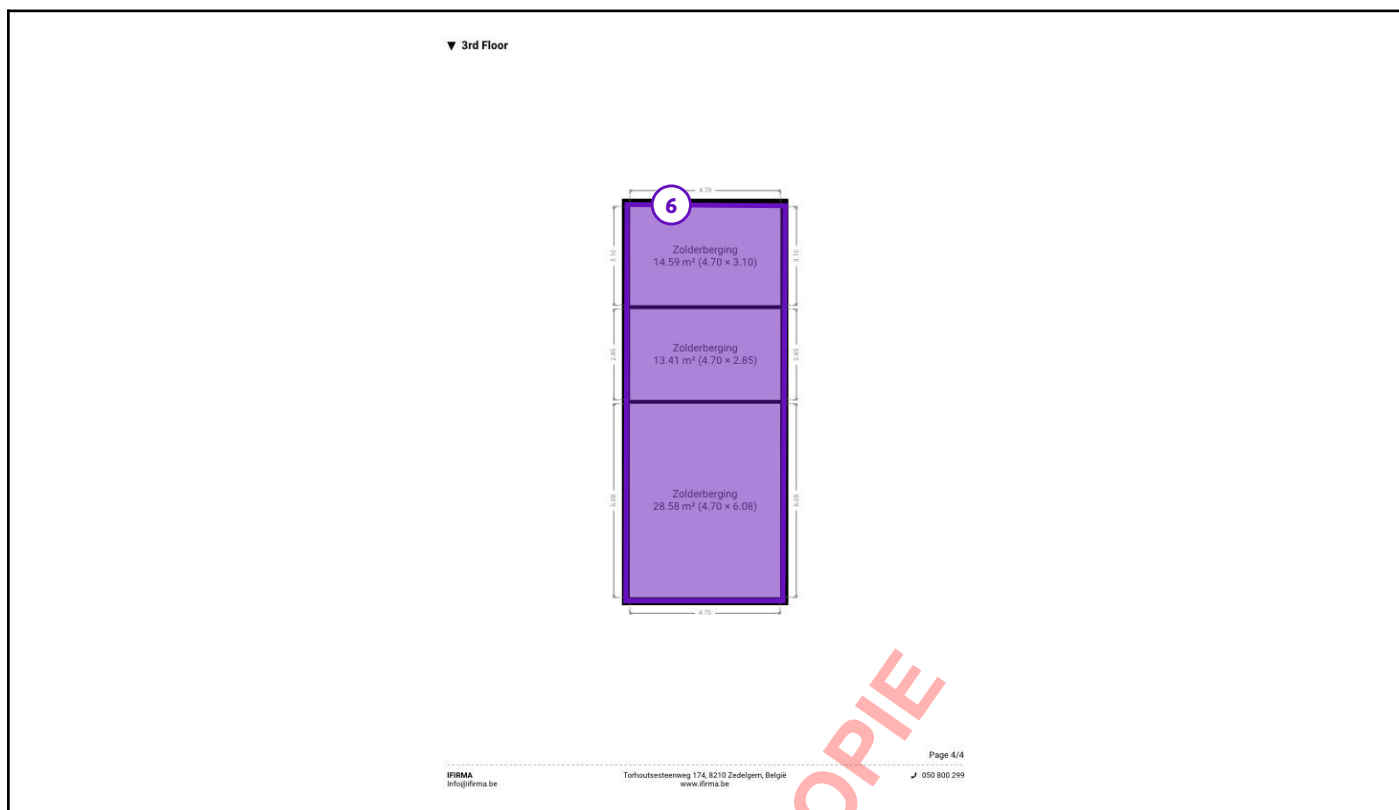 ▼ 3rd Floor
4.70
6
3.10
Zolderberging
14.59 m² (4.70 × 3.10)
3.10
2.85
Zolderberging
13.41 m² (4.70 × 2.85)
2.85
6.08
Zolderberging
28.58 m² (4.70 × 6.08)
6.08
4.70
OPIE
Page 4/4
IFIRMA
Info@ifirma.be
Torhoutsesteenweg 174, 8210 Zedelgem, België
www.ifirma.be
050 800 299